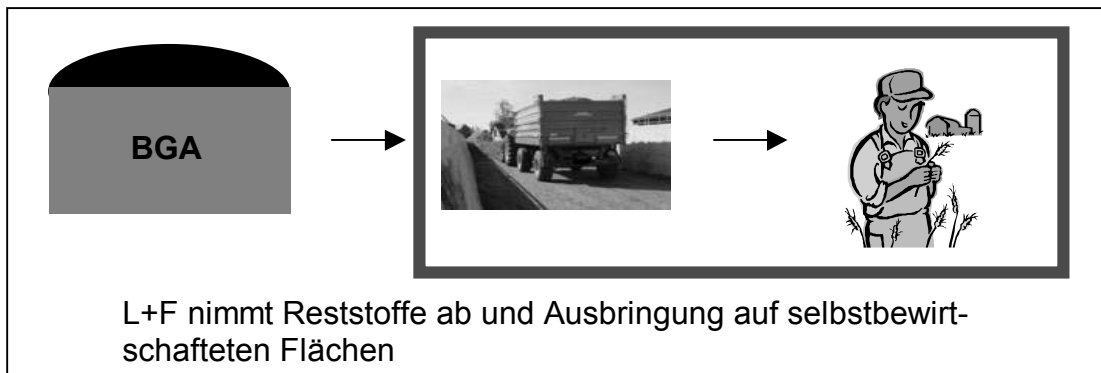 BGA
L+F nimmt Reststoffe ab und Ausbringung auf selbstbewirt-
schafteten Flächen